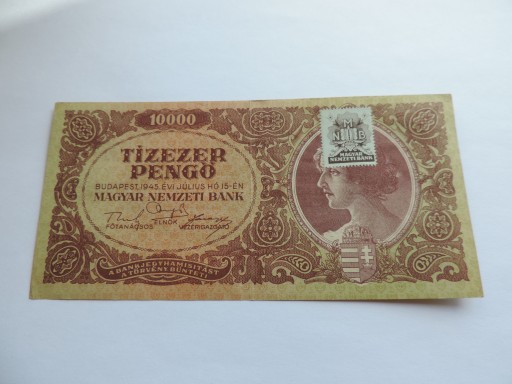 10000
TÍZEZER
PENGŐ
BUDAPEST, 1945. ÉVI JÚLIUS HÓ 15-ÉN
MAGYAR NEMZETI BANK
FŐTANÁCSOS ELNÖK VEZÉRIGAZGATÓ
A BANKJEGYHAMISÍTÁST
A TÖRVÉNY BÜNTETI
M
N B
MAGYAR
NEMZETI BANK